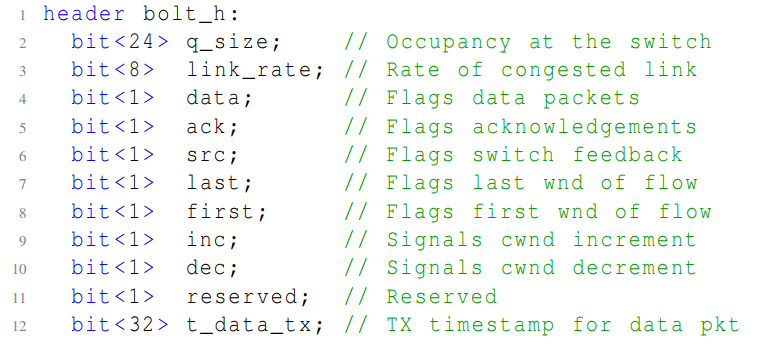 1 header bolt_h:
2 bit<24> q_size; // Occupancy at the switch
3 bit<8> link_rate; // Rate of congested link
4 bit<1> data; // Flags data packets
5 bit<1> ack; // Flags acknowledgements
6 bit<1> src; // Flags switch feedback
7 bit<1> last; // Flags last wnd of flow
8 bit<1> first; // Flags first wnd of flow
9 bit<1> inc; // Signals cwnd increment
10 bit<1> dec; // Signals cwnd decrement
11 bit<1> reserved; // Reserved
12 bit<32> t_data_tx; // TX timestamp for data pkt